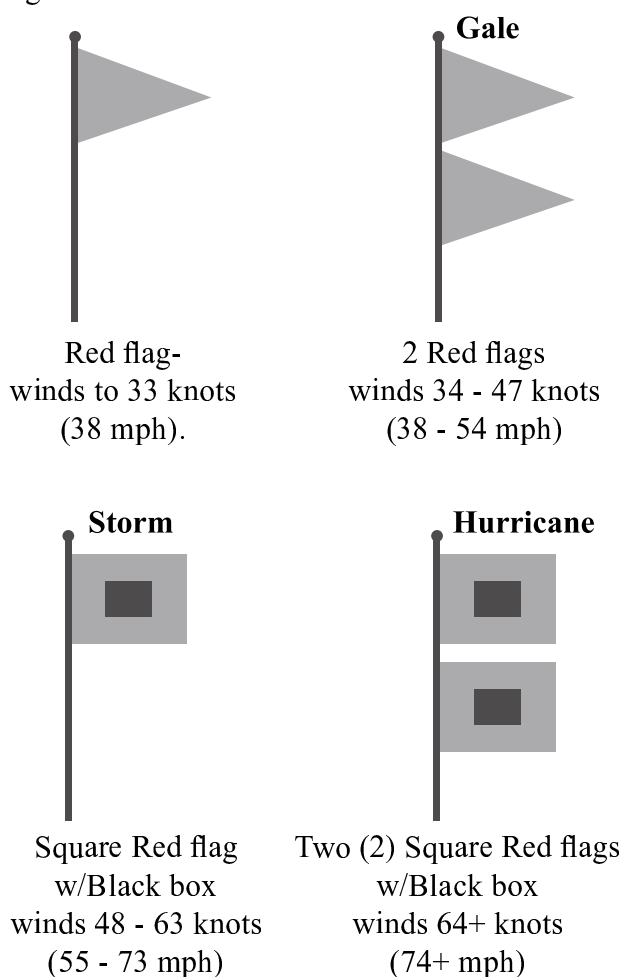 Gale
Red flag-
winds to 33 knots
(38 mph).
2 Red flags
winds 34 - 47 knots
(38 - 54 mph)
Storm
Square Red flag
w/Black box
winds 48 - 63 knots
(55 - 73 mph)
Hurricane
Two (2) Square Red flags
w/Black box
winds 64+ knots
(74+ mph)